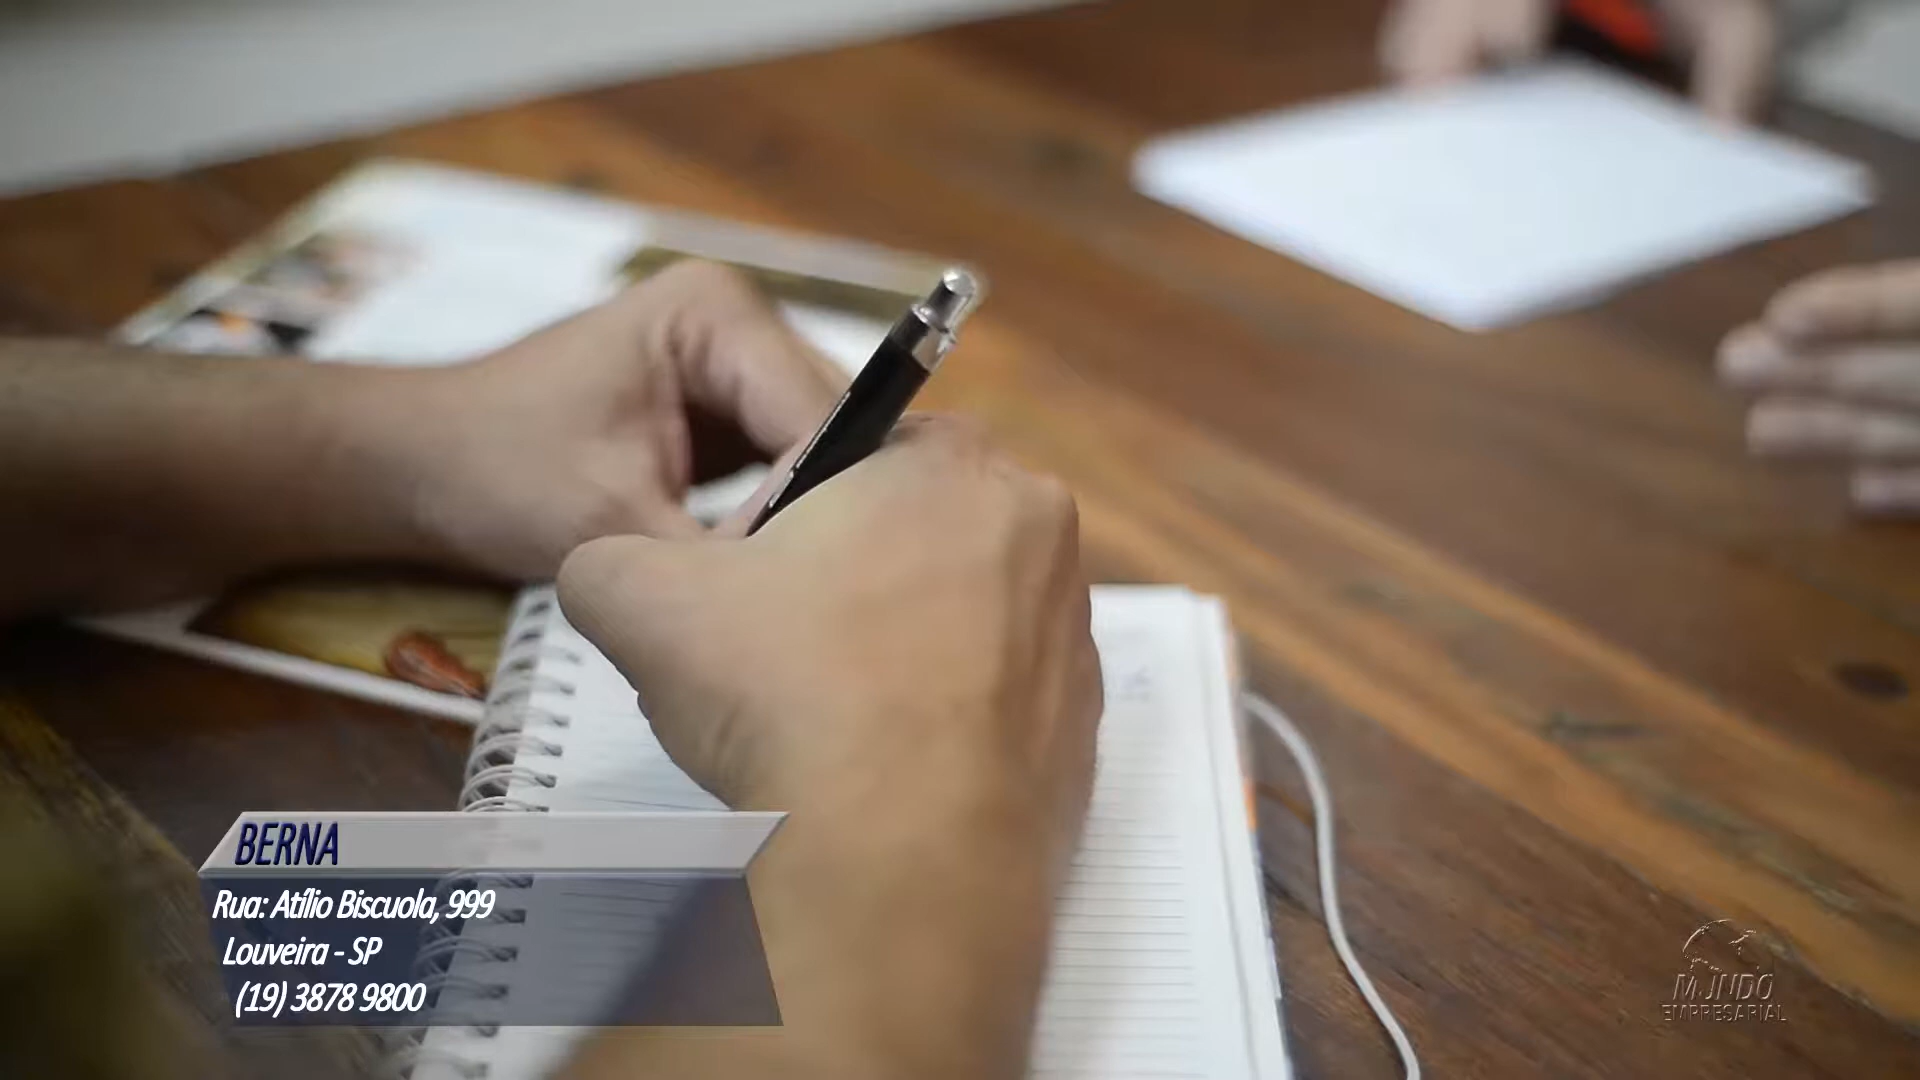 BERNA
Rua: Atílio Biscuola, 999
Louveira - SP
(19) 3878 9800
MUNDO
EMPRESARIAL